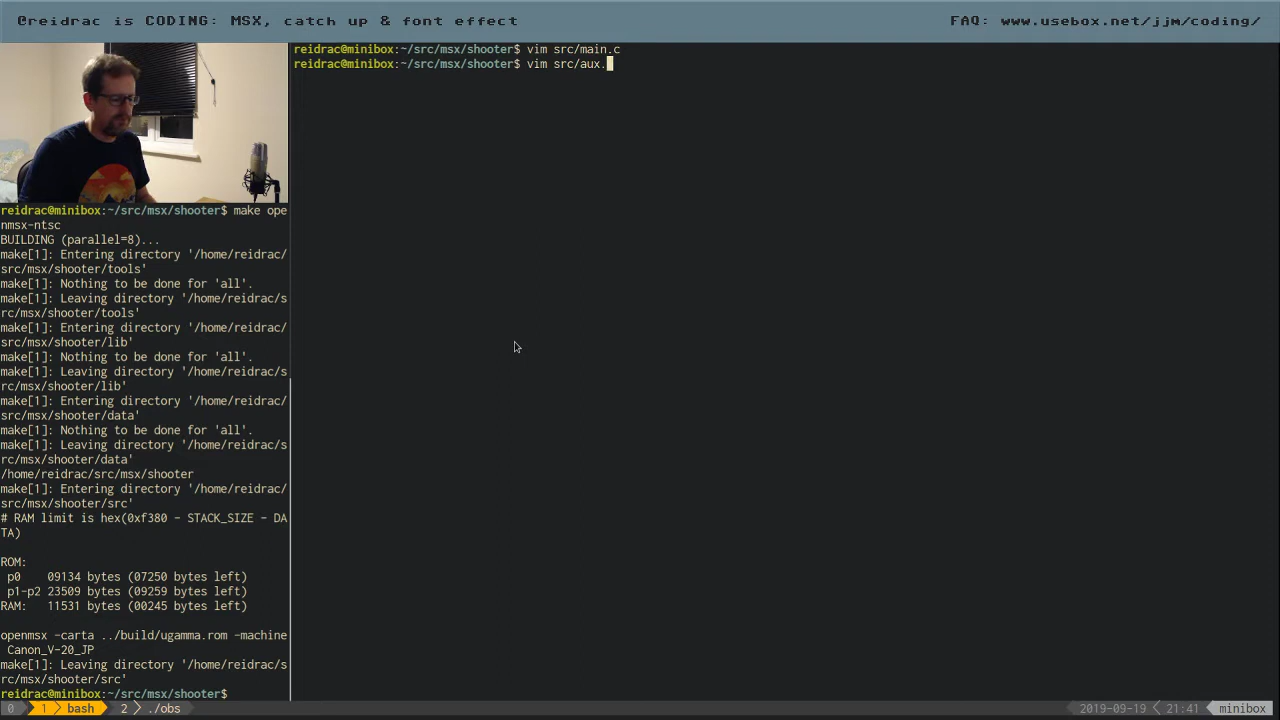 @reidrac is CODING: MSX, catch up & font effect
FAQ: www.usebox.net/jjm/coding/
reidrac@minibox:~/src/msx/shooter$ vim src/main.c
reidrac@minibox:~/src/msx/shooter$ vim src/aux.
reidrac@minibox:~/src/msx/shooter$ make ope
nmsx-ntsc
BUILDING (parallel=8)...
make[1]: Entering directory '/home/reidrac/
src/msx/shooter/tools'
make[1]: Nothing to be done for 'all'.
make[1]: Leaving directory '/home/reidrac/s
rc/msx/shooter/tools'
make[1]: Entering directory '/home/reidrac/
src/msx/shooter/lib'
make[1]: Nothing to be done for 'all'.
make[1]: Leaving directory '/home/reidrac/s
rc/msx/shooter/lib'
make[1]: Entering directory '/home/reidrac/
src/msx/shooter/data'
make[1]: Nothing to be done for 'all'.
make[1]: Leaving directory '/home/reidrac/s
rc/msx/shooter/data'
/home/reidrac/src/msx/shooter
make[1]: Entering directory '/home/reidrac/
src/msx/shooter/src'
# RAM limit is hex(0xf380 - STACK_SIZE - DA
TA)
ROM:
p0 09134 bytes (07250 bytes left)
p1-p2 23509 bytes (09259 bytes left)
RAM: 11531 bytes (00245 bytes left)
openmsx -carta ../build/ugamma.rom -machine
Canon_V-20_JP
make[1]: Leaving directory '/home/reidrac/s
rc/msx/shooter/src'
reidrac@minibox:~/src/msx/shooter$
0 1 bash 2 ./obs 2019-09-19 21:41 minibox